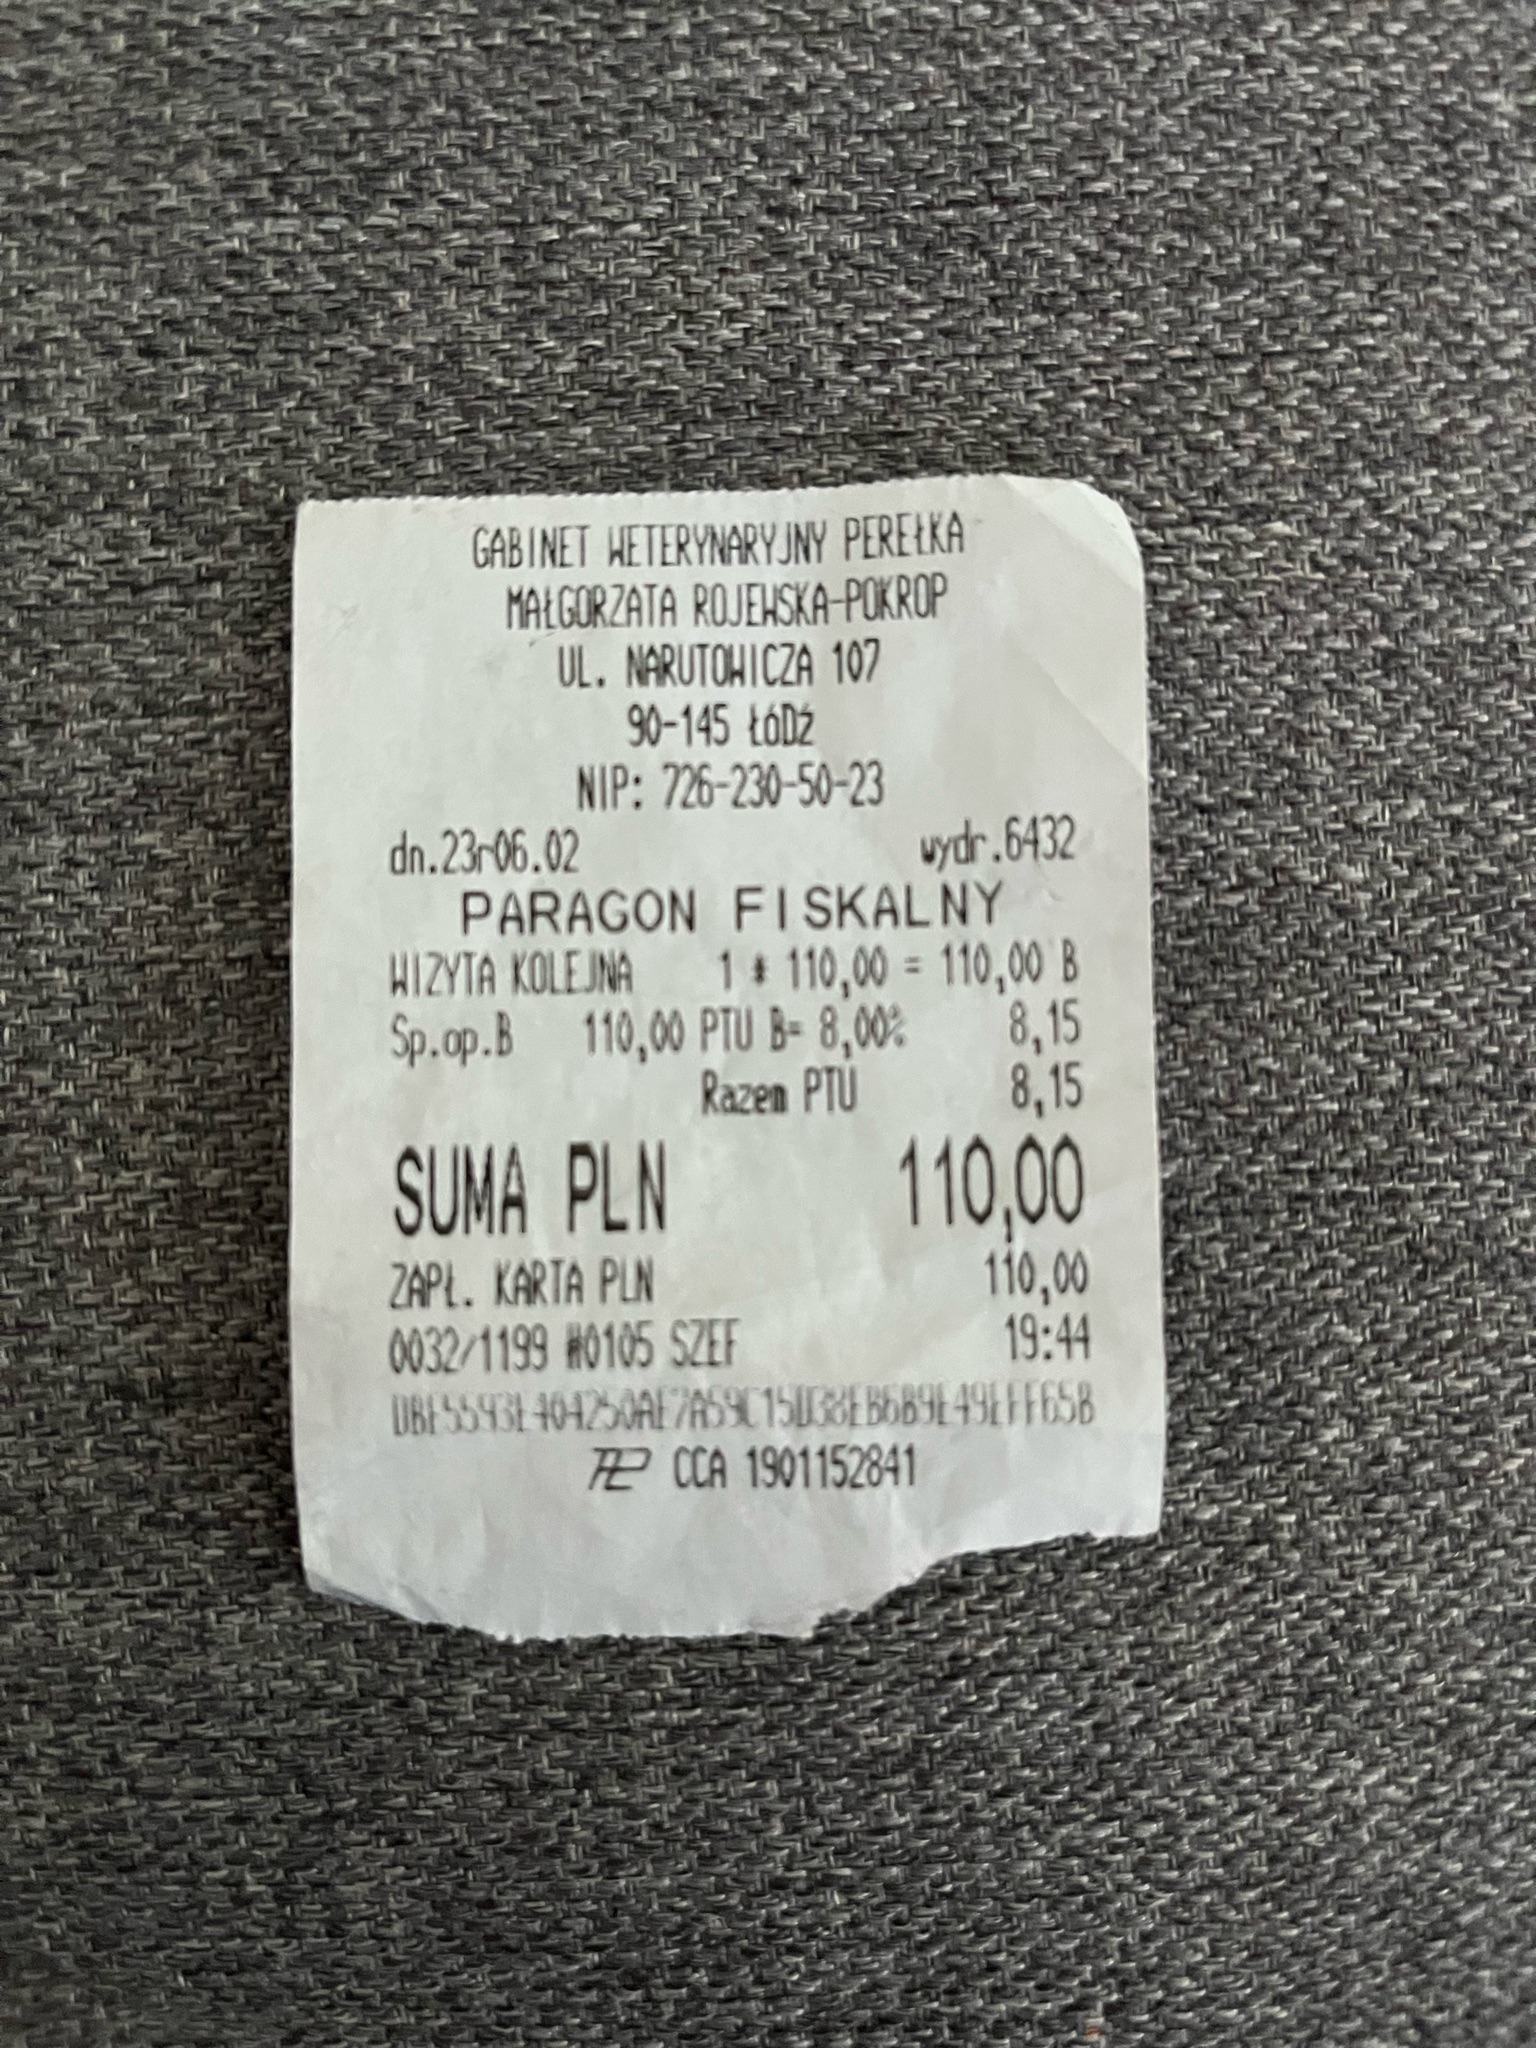 GABINET WETERYNARYJNY PEREŁKA
MAŁGORZATA ROJEWSKA-POKROP
UL. NARUTOWICZA 107
90-145 ŁÓDŹ
NIP: 726-230-50-23
dn.23r06.02 wydr.6432
PARAGON FISKALNY
WIZYTA KOLEJNA 1 * 110,00 = 110,00 B
Sp.op.B 110,00 PTU B= 8,00% 8,15
Razem PTU 8,15
SUMA PLN 110,00
ZAPŁ. KARTA PLN 110,00
0032/1199 #0105 SZEF 19:44
CCA 1901152841